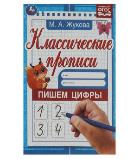 М. А. Жукова
Классические
прописи
ПИШЕМ ЦИФРЫ
1 2
3 4